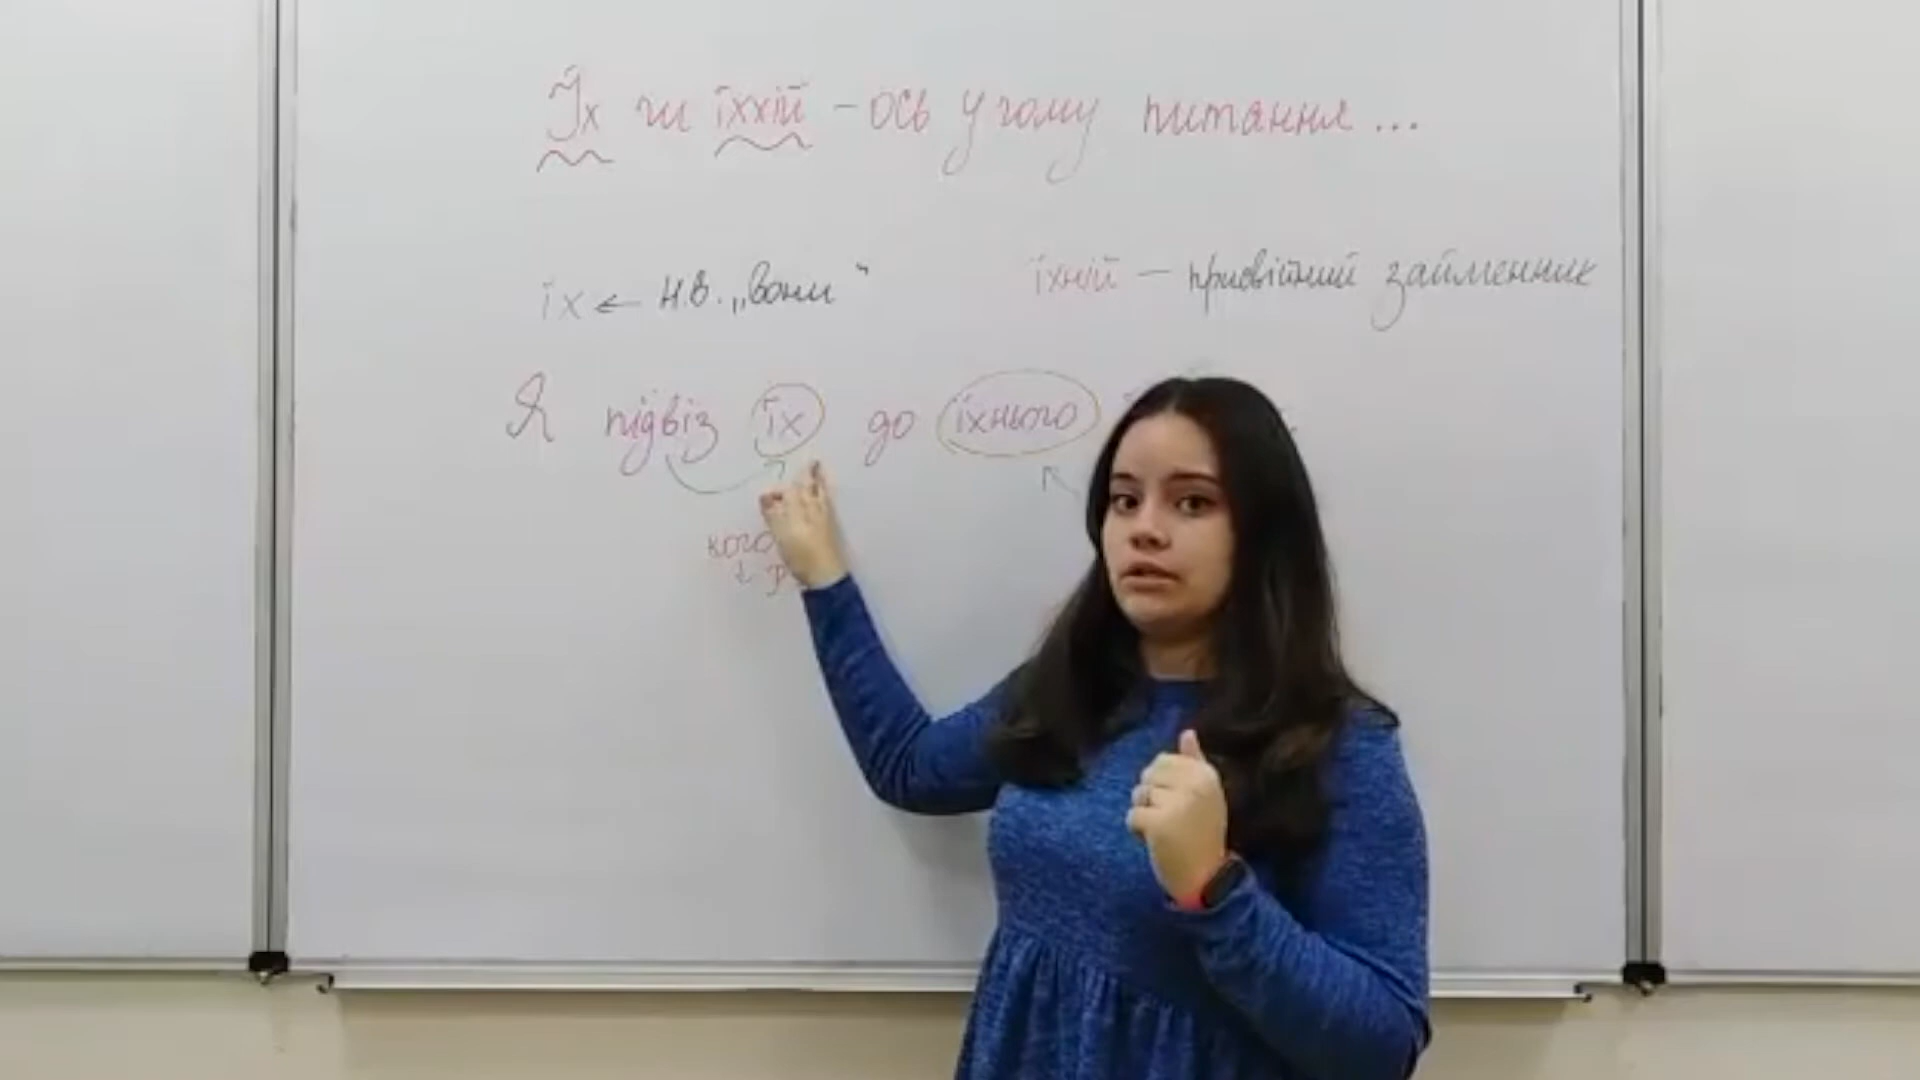 Їх чи їхній – ось у чому питання...
їх ← Н.в. „вони“
їхній – присвійний займенник
Я підвіз їх до їхнього
кого
↓